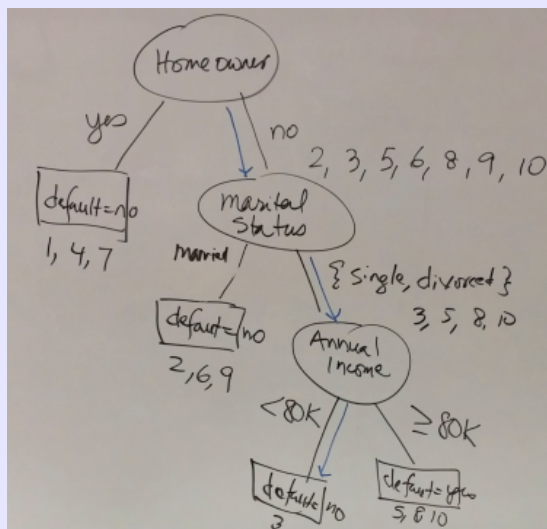 Home owner
yes
no
2, 3, 5, 6, 8, 9, 10
default=no
1, 4, 7
Marital
Status
Married
{single, divorced}
3, 5, 8, 10
default=no
2, 6, 9
Annual
Income
<80K
≥80K
default=no
3
default=yes
5, 8 10